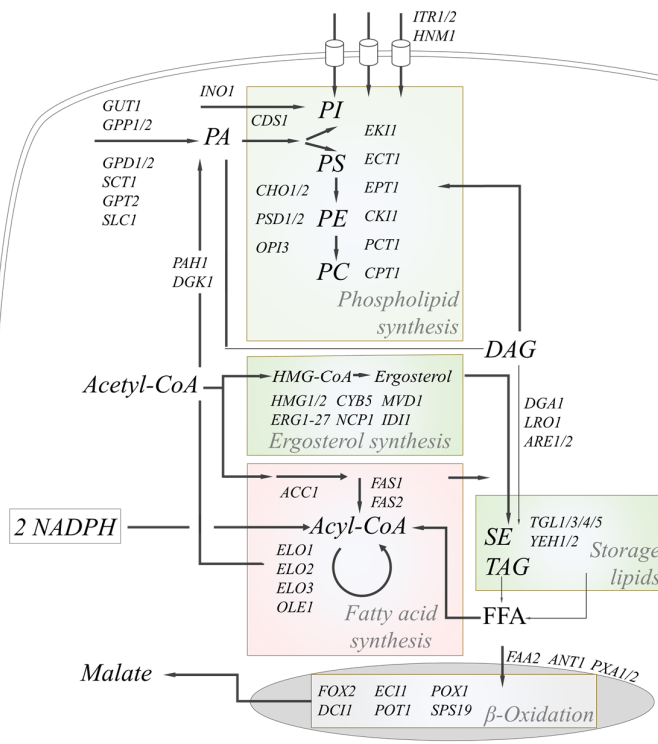 ITR1/2
HNM1
INO1
GUT1
GPP1/2
CDS1
PI
EKI1
PA
PS
ECT1
GPD1/2
SCT1
GPT2
SLC1
CHO1/2
EPT1
PSD1/2
PE
CKI1
OPI3
PCT1
PC
CPT1
PAH1
DGK1
Phospholipid
synthesis
DAG
Acetyl-CoA
HMG-CoA
Ergosterol
HMG1/2 CYB5 MVD1
ERG1-27 NCP1 IDI1
Ergosterol synthesis
DGA1
LRO1
ARE1/2
ACC1
FAS1
FAS2
2 NADPH
Acyl-CoA
SE
TAG
TGL1/3/4/5
YEH1/2
Storage
lipids
ELO1
ELO2
ELO3
OLE1
Fatty acid
synthesis
FFA
Malate
FAA2 ANT1 PXA1/2
FOX2 ECI1 POX1
DCI1 POT1 SPS19
β-Oxidation